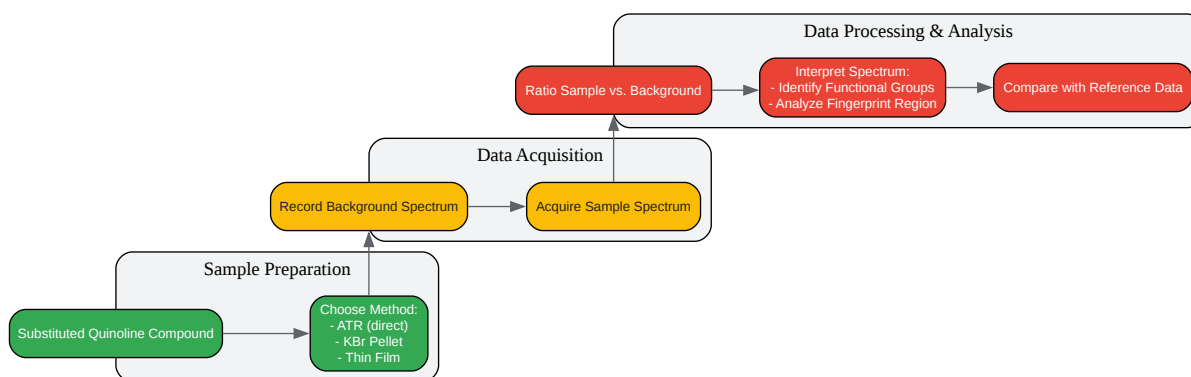 Data Processing & Analysis
Ratio Sample vs. Background
Interpret Spectrum:
- Identify Functional Groups
- Analyze Fingerprint Region
Compare with Reference Data
Data Acquisition
Record Background Spectrum
Acquire Sample Spectrum
Sample Preparation
Substituted Quinoline Compound
Choose Method:
- ATR (direct)
- KBr Pellet
- Thin Film